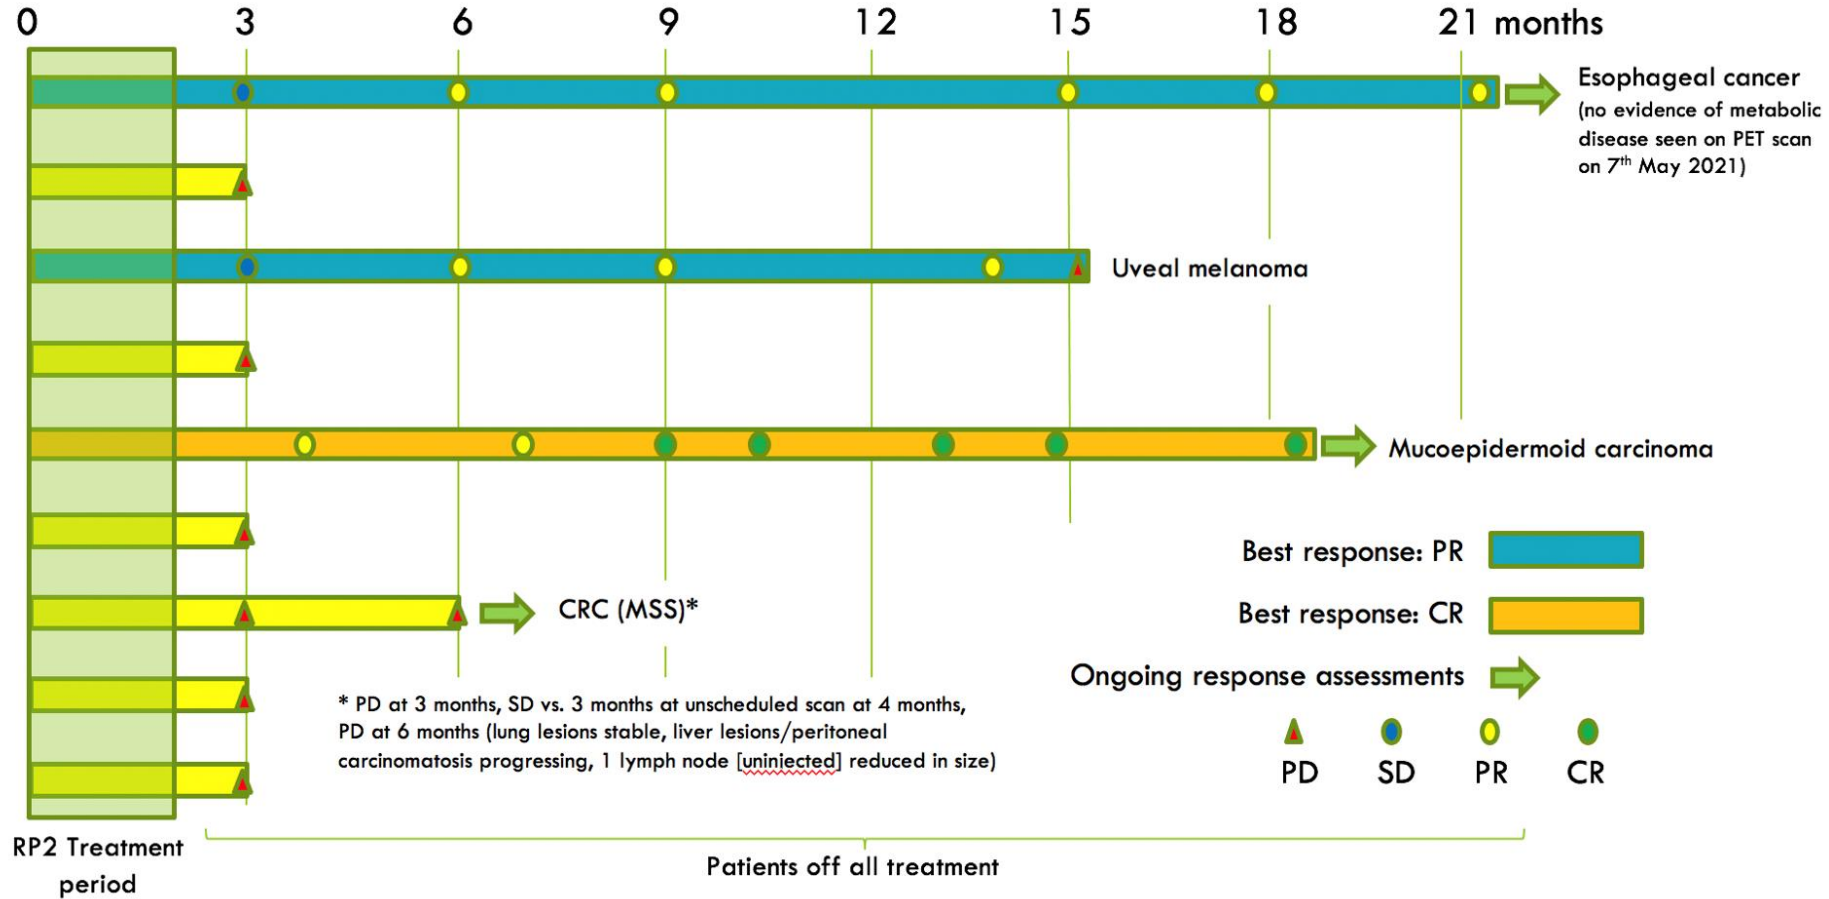 0 3 6 9 12 15 18 21 months
Esophageal cancer
(no evidence of metabolic
disease seen on PET scan
on 7th May 2021)
Uveal melanoma
Mucoepidermoid carcinoma
Best response: PR
Best response: CR
CRC (MSS)*
Ongoing response assessments
* PD at 3 months, SD vs. 3 months at unscheduled scan at 4 months,
PD at 6 months (lung lesions stable, liver lesions/peritoneal
carcinomatosis progressing, 1 lymph node [uninjected] reduced in size)
PD SD PR CR
RP2 Treatment
period
Patients off all treatment